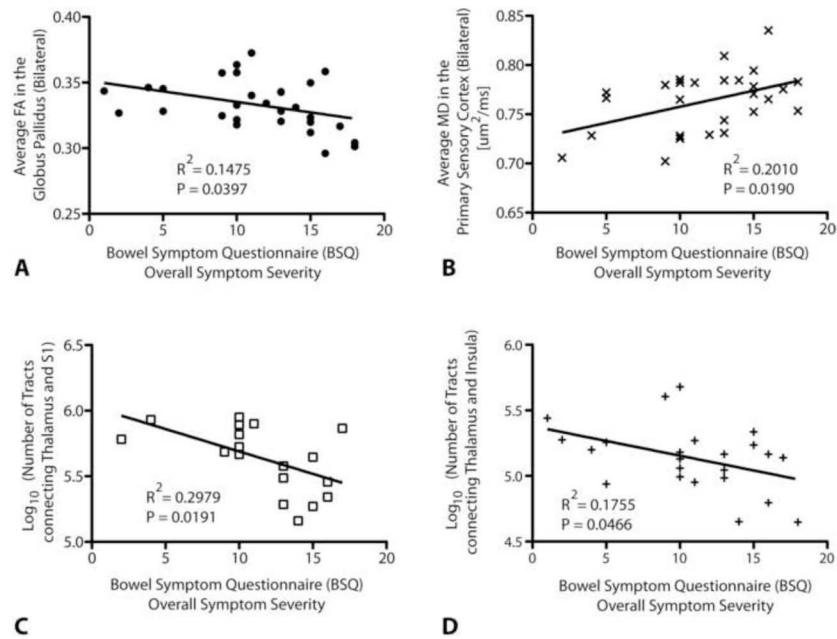 0.40
Average FA in the
Globus Pallidus (Bilateral)
0.35
0.30
0.25
R2 = 0.1475
P = 0.0397
0 5 10 15 20
Bowel Symptom Questionnaire (BSQ)
Overall Symptom Severity
A
0.85
Average MD in the
Primary Sensory Cortex (Bilateral)
[um2/ms]
0.80
0.75
0.70
0.65
R2 = 0.2010
P = 0.0190
0 5 10 15 20
Bowel Symptom Questionnaire (BSQ)
Overall Symptom Severity
B
6.5
Log10 (Number of Tracts
connecting Thalamus and S1)
6.0
5.5
5.0
R2 = 0.2979
P = 0.0191
0 5 10 15 20
Bowel Symptom Questionnaire (BSQ)
Overall Symptom Severity
C
6.0
Log10 (Number of Tracts
connecting Thalamus and Insula)
5.5
5.0
4.5
R2 = 0.1755
P = 0.0466
0 5 10 15 20
Bowel Symptom Questionnaire (BSQ)
Overall Symptom Severity
D